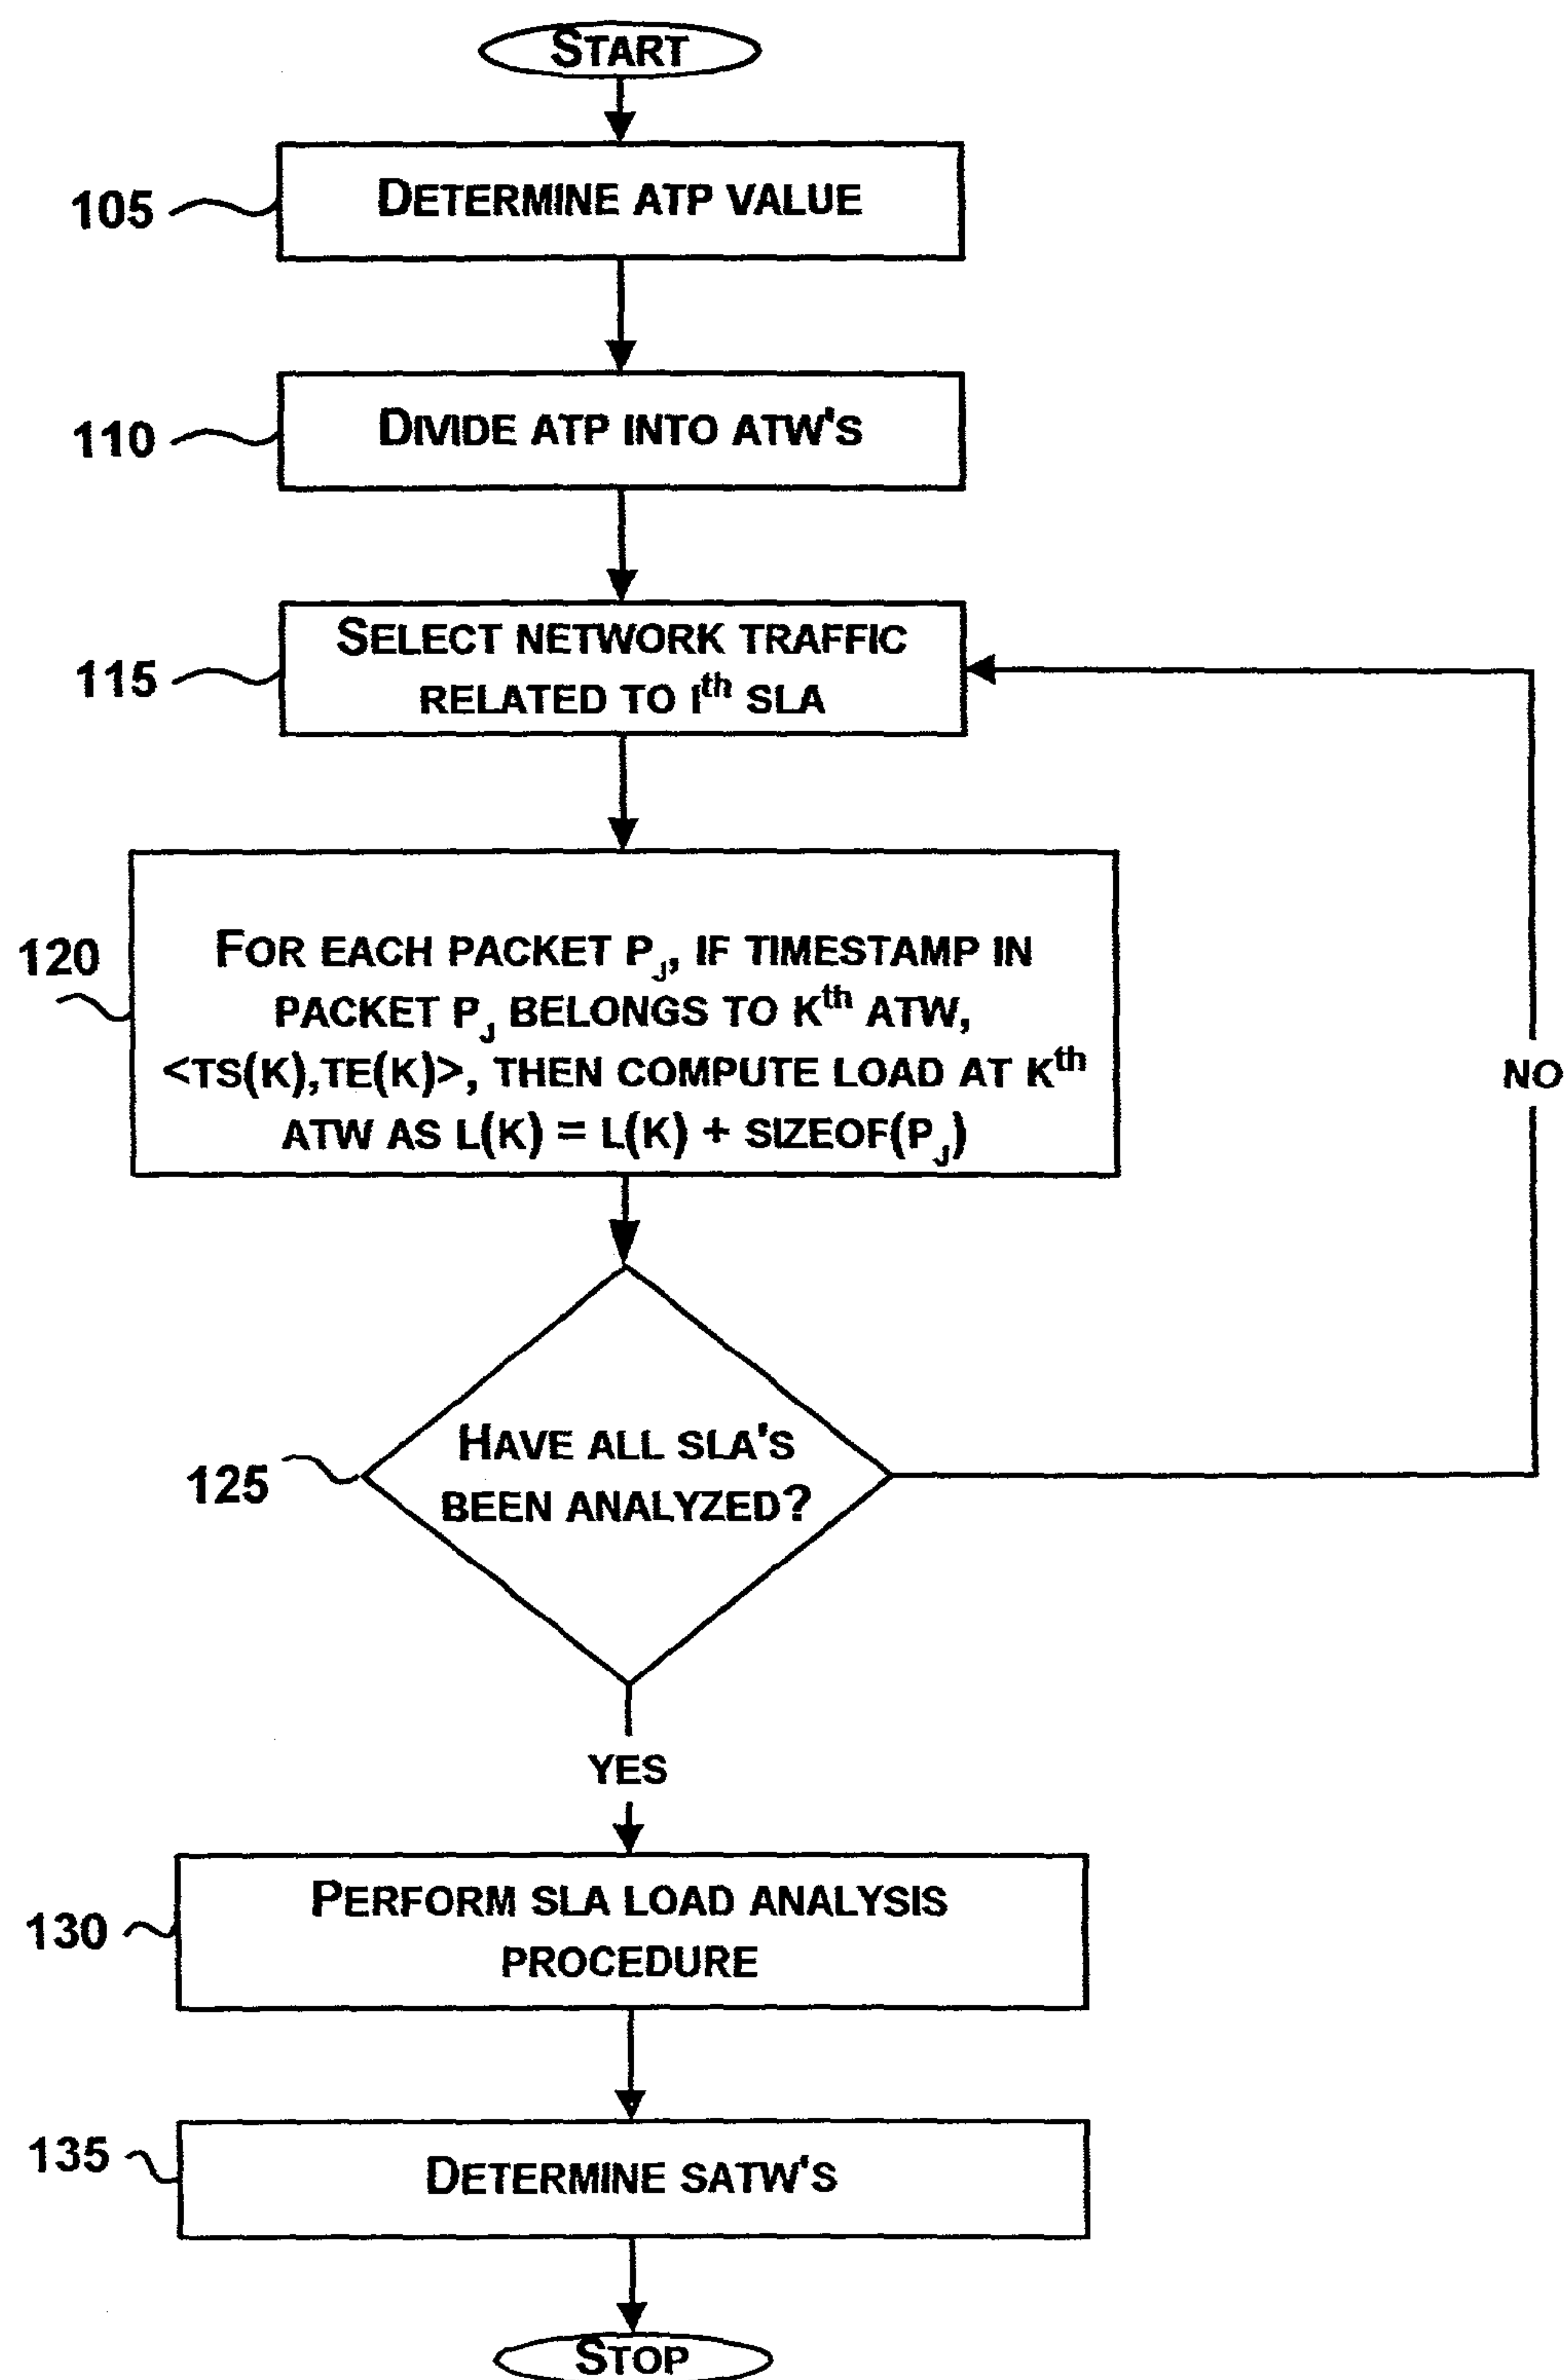 START
105
DETERMINE ATP VALUE
110
DIVIDE ATP INTO ATW'S
115
SELECT NETWORK TRAFFIC
RELATED TO Ith SLA
120
FOR EACH PACKET PJ, IF TIMESTAMP IN
PACKET PJ BELONGS TO Kth ATW,
<TS(K),TE(K)>, THEN COMPUTE LOAD AT Kth
ATW AS L(K) = L(K) + SIZEOF(PJ)
NO
125
HAVE ALL SLA'S
BEEN ANALYZED?
YES
130
PERFORM SLA LOAD ANALYSIS
PROCEDURE
135
DETERMINE SATW'S
STOP